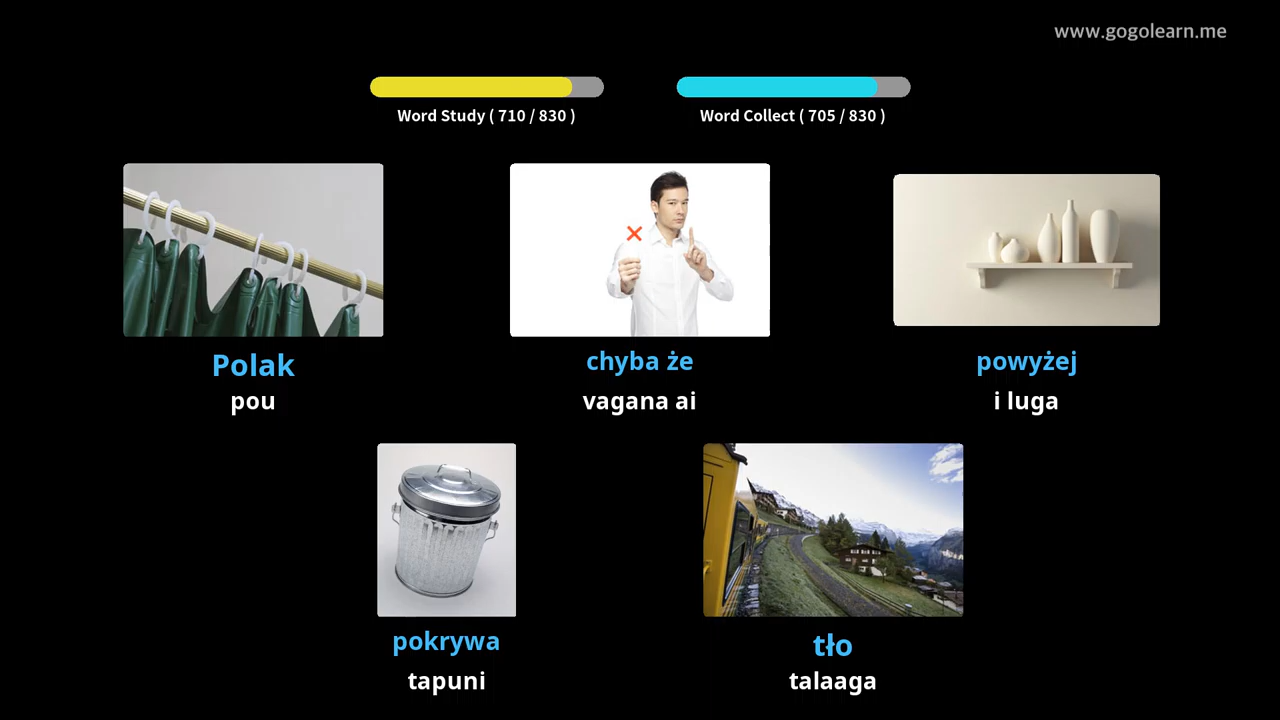 www.gogolearn.me
Word Study ( 710 / 830 )
Word Collect ( 705 / 830 )
Polak
pou
chyba że
vagana ai
powyżej
i luga
pokrywa
tapuni
tło
talaaga